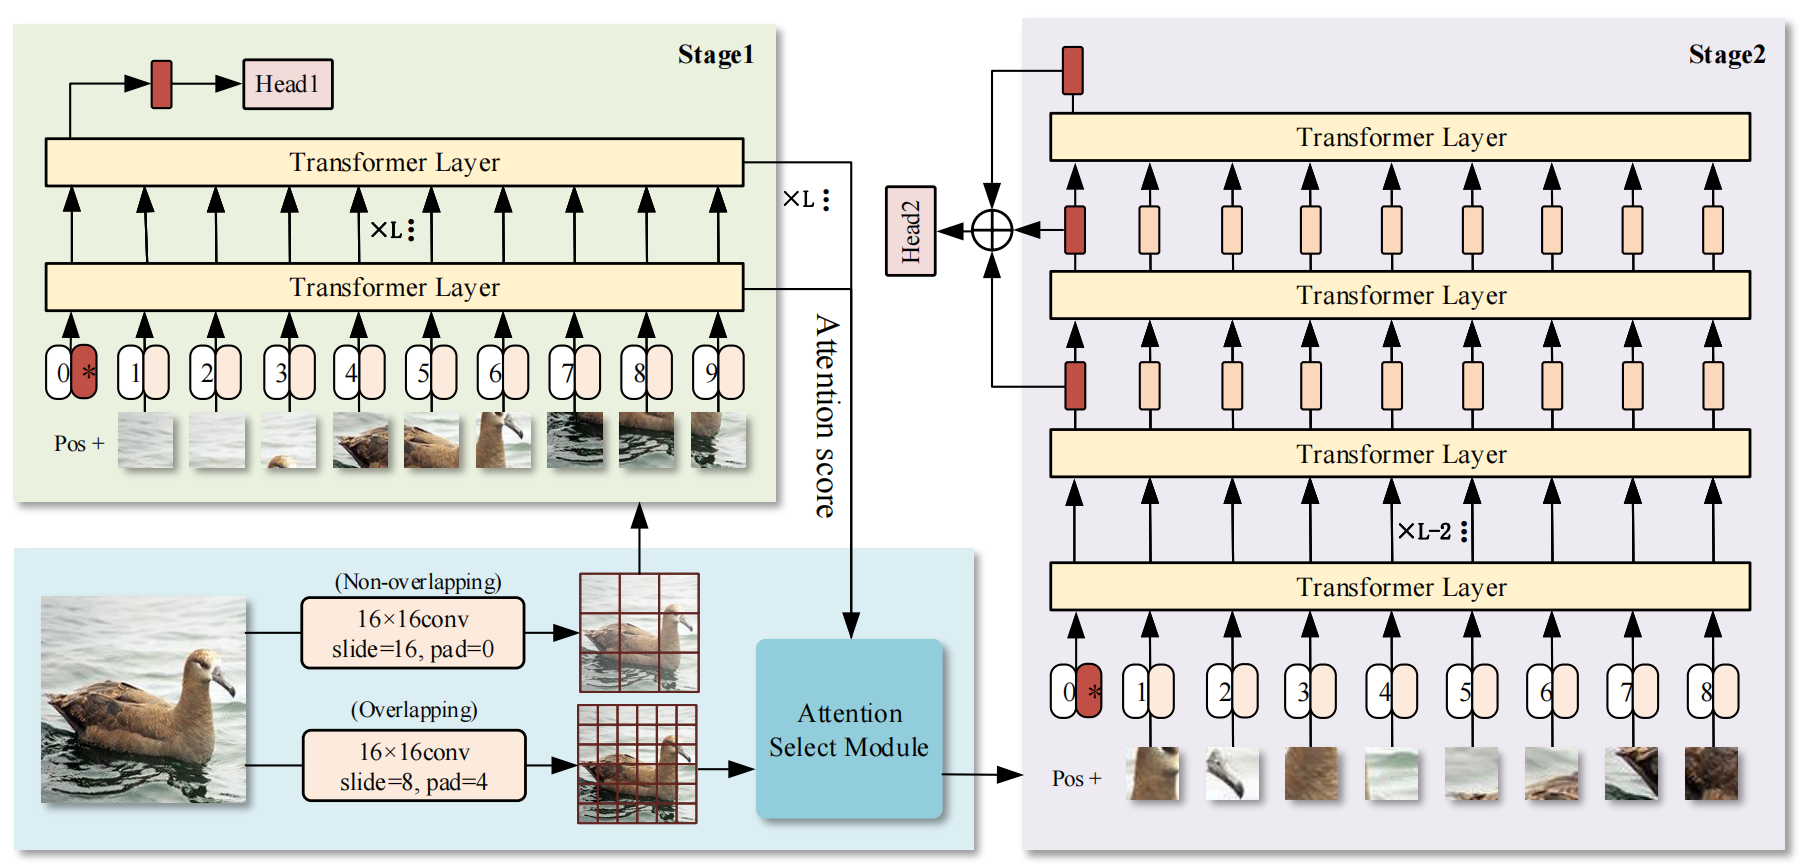 Stage1
Head1
Transformer Layer
×L
×L
Transformer Layer
0 * 1 2 3 4 5 6 7 8 9
Pos +
Attention score
(Non-overlapping)
16×16conv
slide=16, pad=0
(Overlapping)
16×16conv
slide=8, pad=4
Attention
Select Module
Stage2
Transformer Layer
Head2
Transformer Layer
Transformer Layer
×L-2
Transformer Layer
0 * 1 2 3 4 5 6 7 8
Pos +